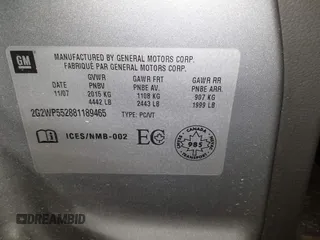 GM
MANUFACTURED BY GENERAL MOTORS CORP.
FABRIQUÉ PAR GENERAL MOTORS CORP.
GVWR GAWR FRT GAWR RR
DATE PNBV PNBE AV. PNBE ARR.
11/07 2015 KG 1108 KG 907 KG
4442 LB 2443 LB 1999 LB
2G2WP552881189465 TYPE: PC/VT
ICES/NMB-002 EC
CANADA
985
DREAMBID